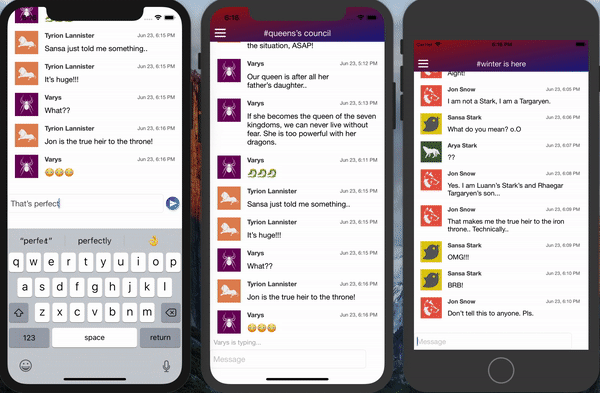 Tyrion Lannister Jun 23, 6:15 PM
Sansa just told me something..
Tyrion Lannister Jun 23, 6:15 PM
It's huge!!!
Varys Jun 23, 6:15 PM
What??
Tyrion Lannister Jun 23, 6:16 PM
Jon is the true heir to the throne!
Varys Jun 23, 6:16 PM
😳😳😳
That's perfect
"perfect" perfectly 👌
q w e r t y u i o p
a s d f g h j k l
z x c v b n m
123 space return
6:16
#queens's council
the situation, ASAP!
Varys Jun 23, 5:12 PM
Our queen is after all her
father's daughter..
Varys Jun 23, 5:13 PM
If she becomes the queen of the seven
kingdoms, we can never live without
fear. She is too powerful with her
dragons.
Varys Jun 23, 6:11 PM
🐉🐉🐉
Tyrion Lannister Jun 23, 6:15 PM
Sansa just told me something..
Tyrion Lannister Jun 23, 6:15 PM
It's huge!!!
Varys Jun 23, 6:15 PM
What??
Tyrion Lannister Jun 23, 6:16 PM
Jon is the true heir to the throne!
Varys Jun 23, 6:16 PM
😳😳😳
Varys is typing...
Message
Carrier 6:16 PM
#winter is here
Aight!
Jon Snow Jun 23, 6:05 PM
I am not a Stark, I am a Targaryen.
Sansa Stark Jun 23, 6:06 PM
What do you mean? o.O
Arya Stark Jun 23, 6:07 PM
??
Jon Snow Jun 23, 6:08 PM
Yes. I am Luann's Stark's and Rhaegar
Targaryen's son...
Jon Snow Jun 23, 6:09 PM
That makes me the true heir to the iron
throne.. Technically..
Sansa Stark Jun 23, 6:09 PM
OMG!!!
Sansa Stark Jun 23, 6:10 PM
BRB!
Jon Snow Jun 23, 6:10 PM
Don't tell this to anyone. Pls.
Message